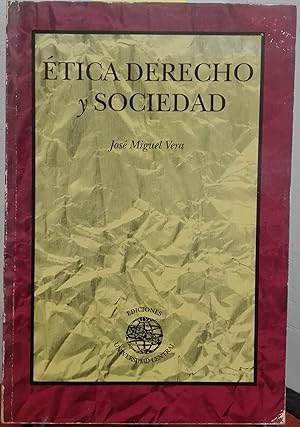 ÉTICA DERECHO
y SOCIEDAD
José Miguel Vera
EDICIONES
UNIVERSIDAD CENTRAL